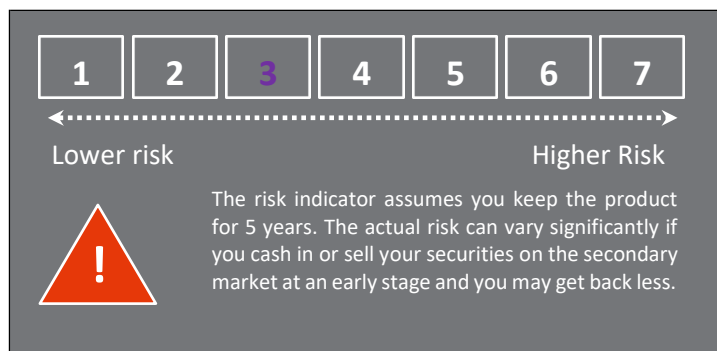 1 2 3 4 5 6 7
Lower risk Higher Risk
The risk indicator assumes you keep the product
for 5 years. The actual risk can vary significantly if
you cash in or sell your securities on the secondary
market at an early stage and you may get back less.
!